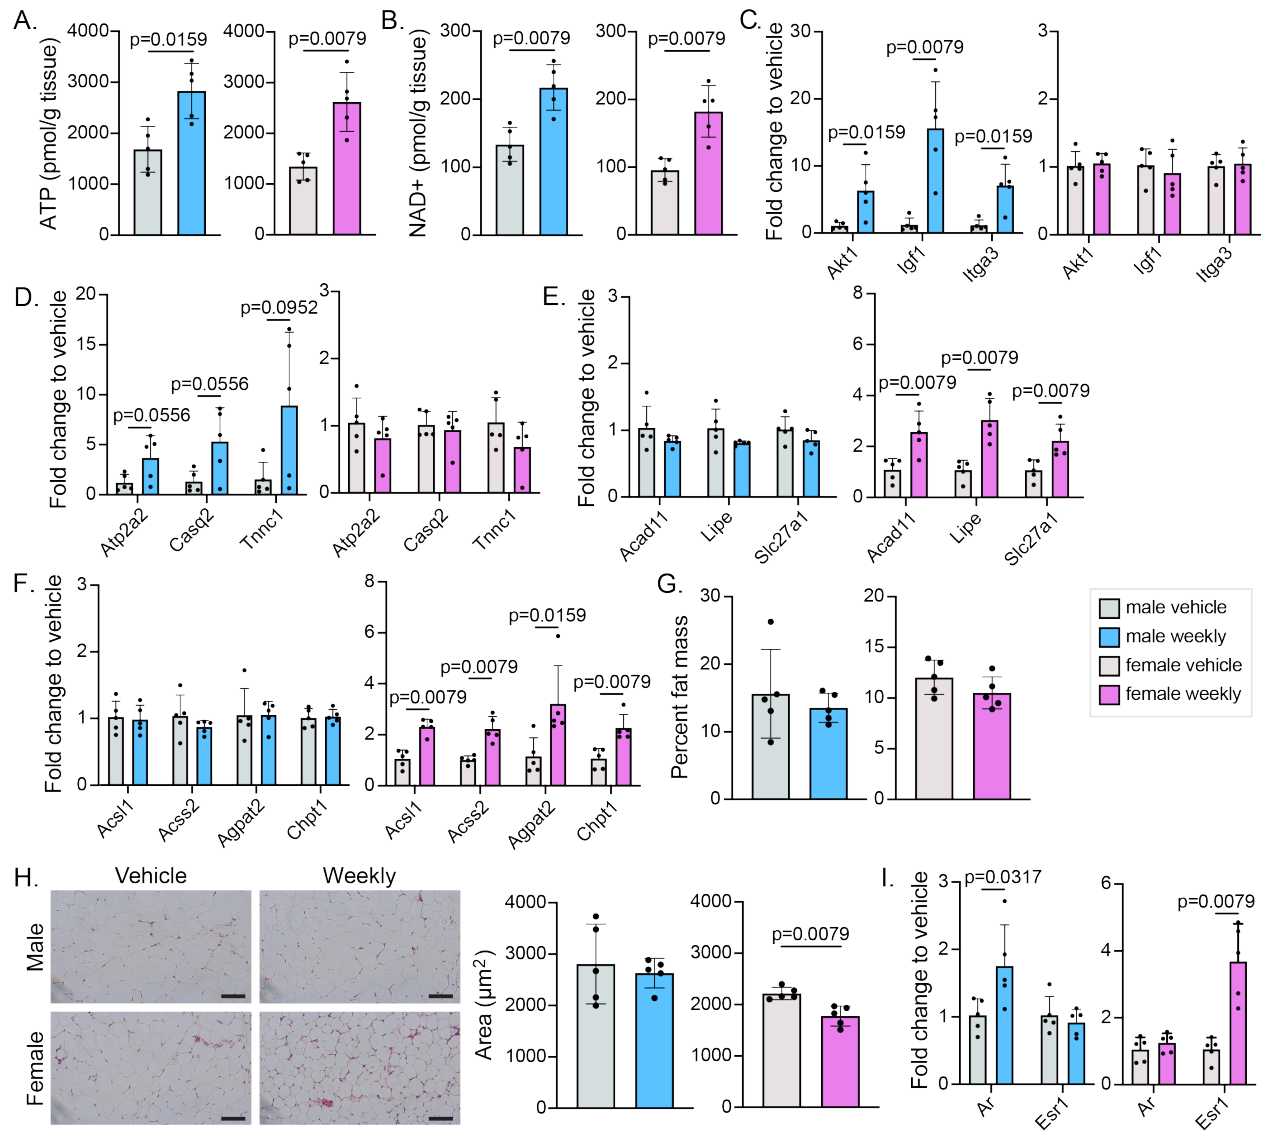 A.
ATP (pmol/g tissue)
4000
3000
2000
1000
0
p=0.0159
4000
3000
2000
1000
0
p=0.0079
B.
NAD+ (pmol/g tissue)
300
200
100
0
p=0.0079
300
200
100
0
p=0.0079
C.
Fold change to vehicle
30
20
10
0
p=0.0159
p=0.0079
p=0.0159
Akt1
Igf1
Itga3
3
2
1
0
Akt1
Igf1
Itga3
D.
Fold change to vehicle
20
15
10
5
0
p=0.0556
p=0.0556
p=0.0952
Atp2a2
Casq2
Tnnc1
3
2
1
0
Atp2a2
Casq2
Tnnc1
E.
Fold change to vehicle
3
2
1
0
Acad11
Lipe
Slc27a1
8
6
4
2
0
p=0.0079
p=0.0079
p=0.0079
Acad11
Lipe
Slc27a1
F.
Fold change to vehicle
3
2
1
0
Acsl1
Acss2
Agpat2
Chpt1
8
6
4
2
0
p=0.0079
p=0.0079
p=0.0159
p=0.0079
Acsl1
Acss2
Agpat2
Chpt1
G.
Percent fat mass
30
20
10
0
20
15
10
5
0
male vehicle
male weekly
female vehicle
female weekly
H.
Vehicle
Weekly
Male
Female
Area (µm²)
4000
3000
2000
1000
0
4000
3000
2000
1000
0
p=0.0079
I.
Fold change to vehicle
3
2
1
0
p=0.0317
Ar
Esr1
6
4
2
0
p=0.0079
Ar
Esr1